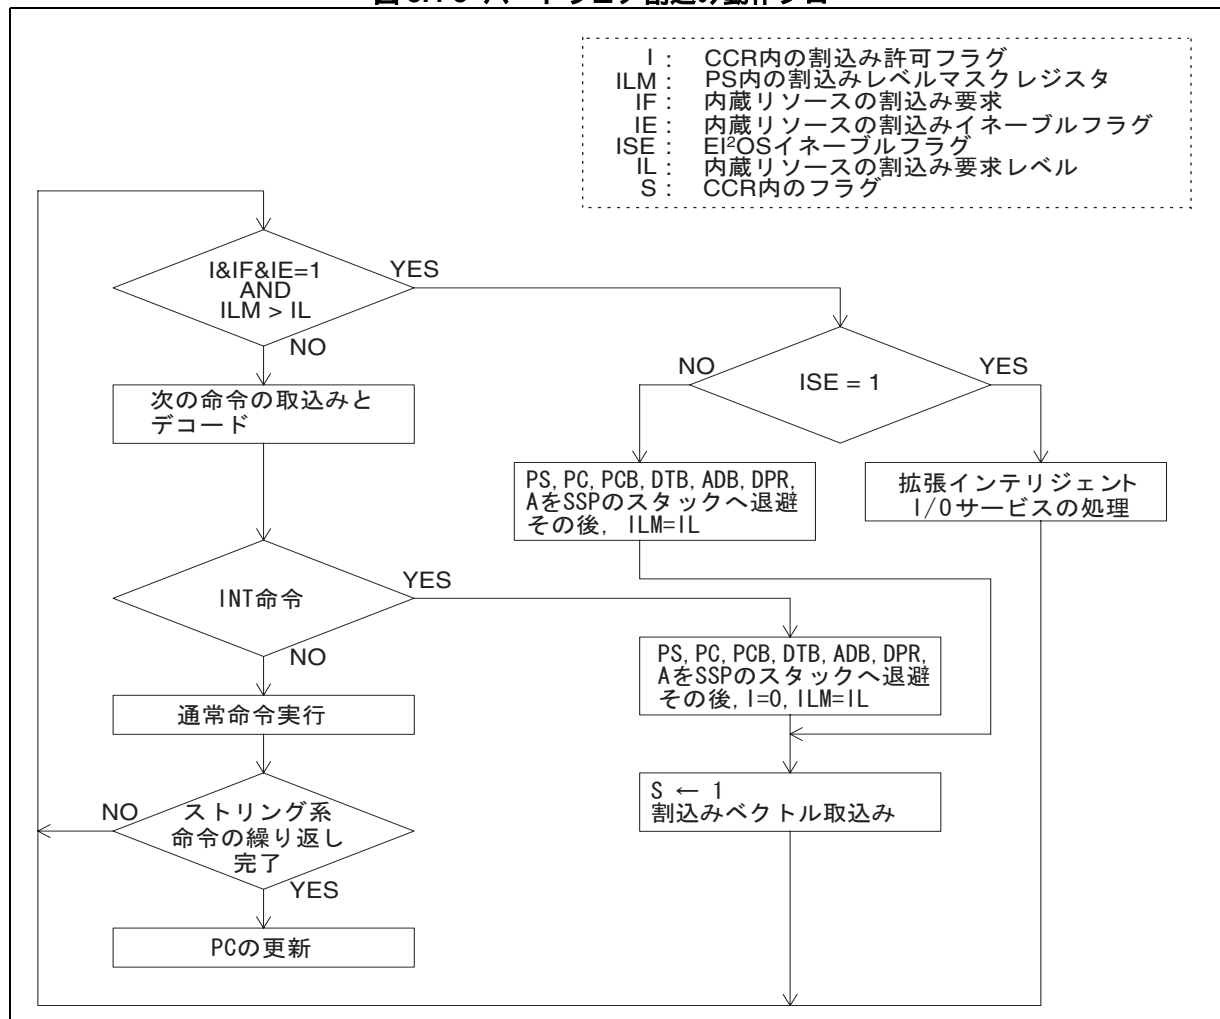 I : CCR内の割込み許可フラグ
ILM : PS内の割込みレベルマスクレジスタ
IF : 内蔵リソースの割込み要求
IE : 内蔵リソースの割込みイネーブルフラグ
ISE : EI²OSイネーブルフラグ
IL : 内蔵リソースの割込み要求レベル
S : CCR内のフラグ
I&IF&IE=1
AND
ILM > IL
YES
NO
ISE = 1
NO
YES
次の命令の取込みと
デコード
PS, PC, PCB, DTB, ADB, DPR,
AをSSPのスタックへ退避
その後, ILM=IL
拡張インテリジェント
I/Oサービスの処理
INT命令
YES
NO
PS, PC, PCB, DTB, ADB, DPR,
AをSSPのスタックへ退避
その後, I=0, ILM=IL
通常命令実行
S ← 1
割込みベクトル取込み
ストリング系
命令の繰り返し
完了
NO
YES
PCの更新